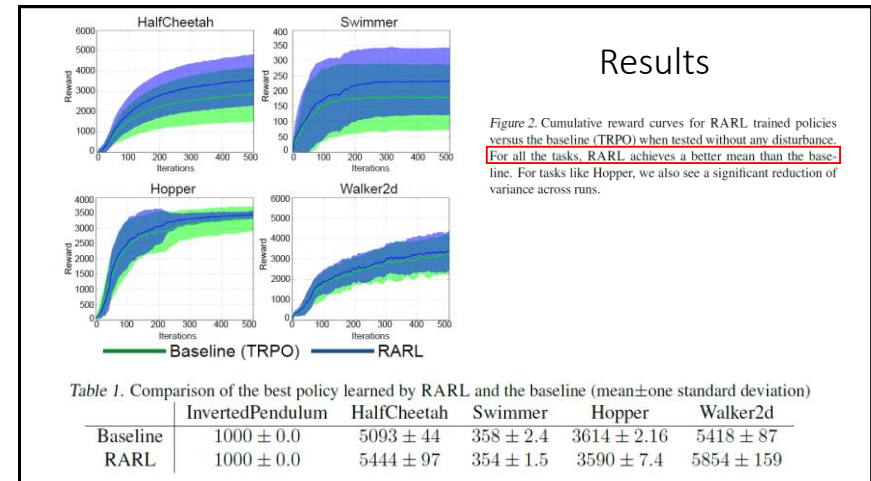 Results
HalfCheetah
6000
5000
4000
3000
2000
1000
0
Reward
0 100 200 300 400 500
Iterations
Swimmer
400
350
300
250
200
150
100
50
0
Reward
0 100 200 300 400 500
Iterations
Hopper
4000
3500
3000
2500
2000
1500
1000
500
0
Reward
0 100 200 300 400 500
Iterations
Walker2d
6000
5000
4000
3000
2000
1000
0
Reward
0 100 200 300 400 500
Iterations
Baseline (TRPO) RARL
Figure 2. Cumulative reward curves for RARL trained policies
versus the baseline (TRPO) when tested without any disturbance.
For all the tasks, RARL achieves a better mean than the base-
line. For tasks like Hopper, we also see a significant reduction of
variance across runs.
Table 1. Comparison of the best policy learned by RARL and the baseline (mean±one standard deviation)
InvertedPendulum HalfCheetah Swimmer Hopper Walker2d
Baseline 1000 ± 0.0 5093 ± 44 358 ± 2.4 3614 ± 2.16 5418 ± 87
RARL 1000 ± 0.0 5444 ± 97 354 ± 1.5 3590 ± 7.4 5854 ± 159